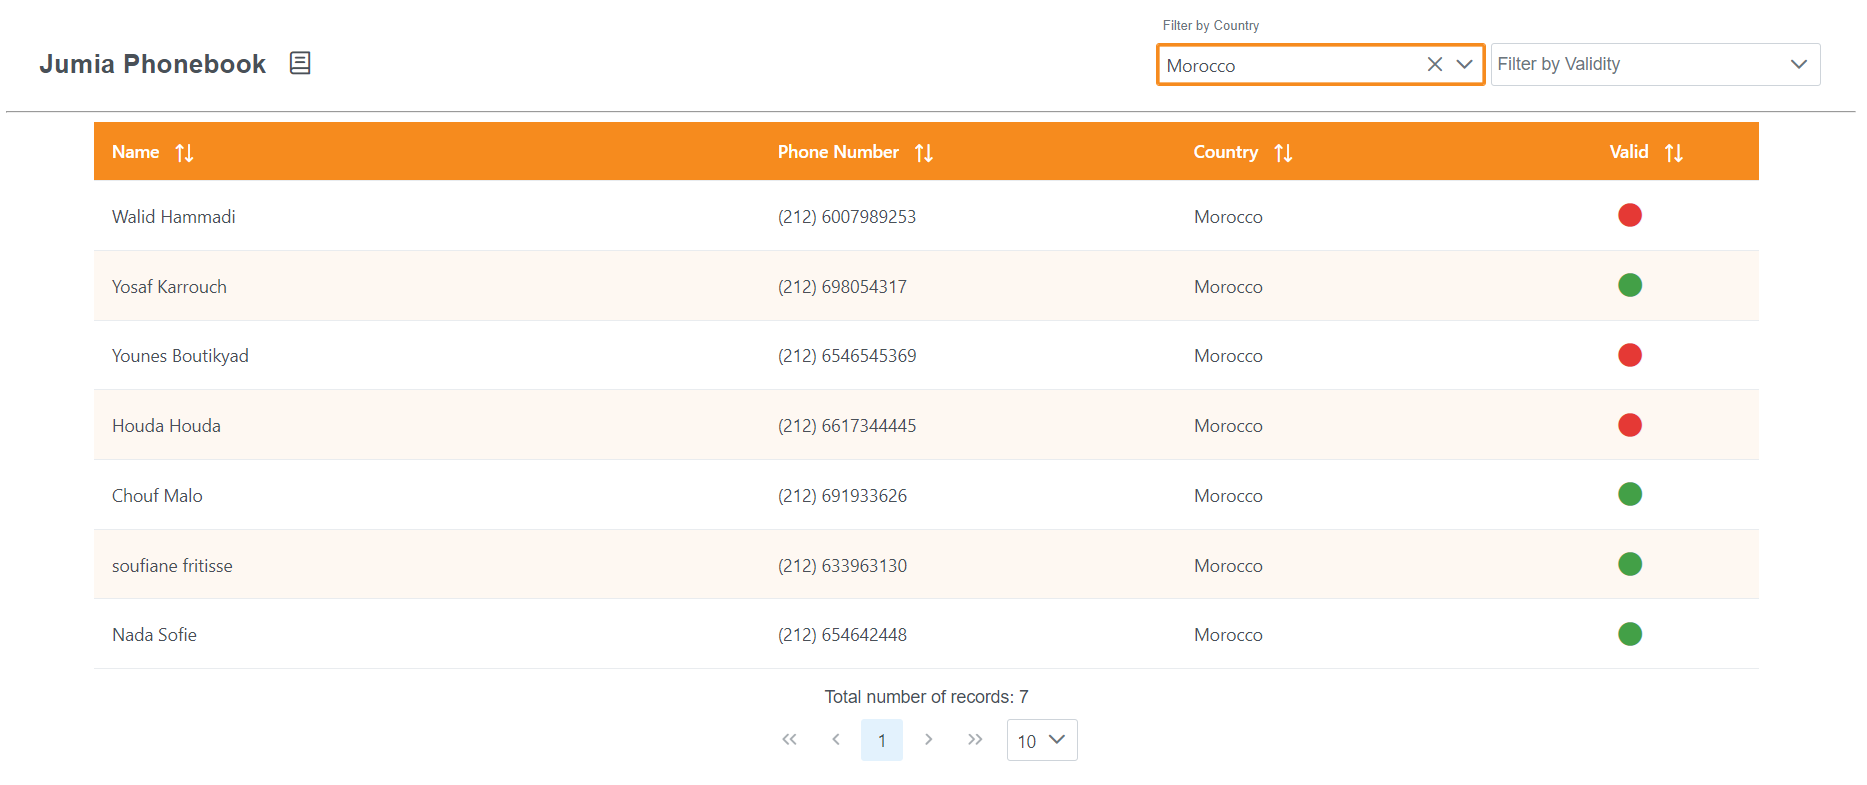 Filter by Country
Jumia Phonebook
Morocco
Filter by Validity
Name Phone Number Country Valid
Walid Hammadi (212) 6007989253 Morocco
Yosaf Karrouch (212) 698054317 Morocco
Younes Boutikyad (212) 6546545369 Morocco
Houda Houda (212) 6617344445 Morocco
Chouf Malo (212) 691933626 Morocco
soufiane fritisse (212) 633963130 Morocco
Nada Sofie (212) 654642448 Morocco
Total number of records: 7
1 10